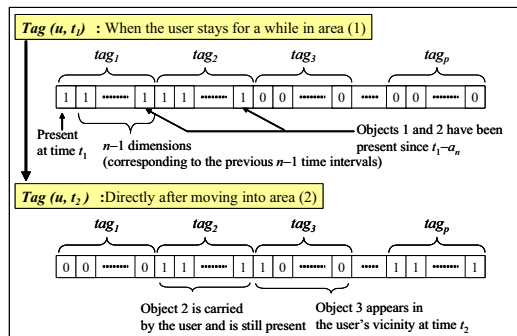 Tag (u, t1) : When the user stays for a while in area (1)
tag1 tag2 tag3 tagp
1 1 ........ 1 1 1 ........ 1 0 0 ........ 0 ..... 0 0 ........ 0
Present
at time t1
n−1 dimensions
(corresponding to the previous n−1 time intervals)
Objects 1 and 2 have been
present since t1−an
Tag (u, t2) :Directly after moving into area (2)
tag1 tag2 tag3 tagp
0 0 ........ 0 1 1 ........ 1 1 0 ........ 0 ..... 1 1 ........ 1
Object 2 is carried
by the user and is still present
Object 3 appears in
the user's vicinity at time t2